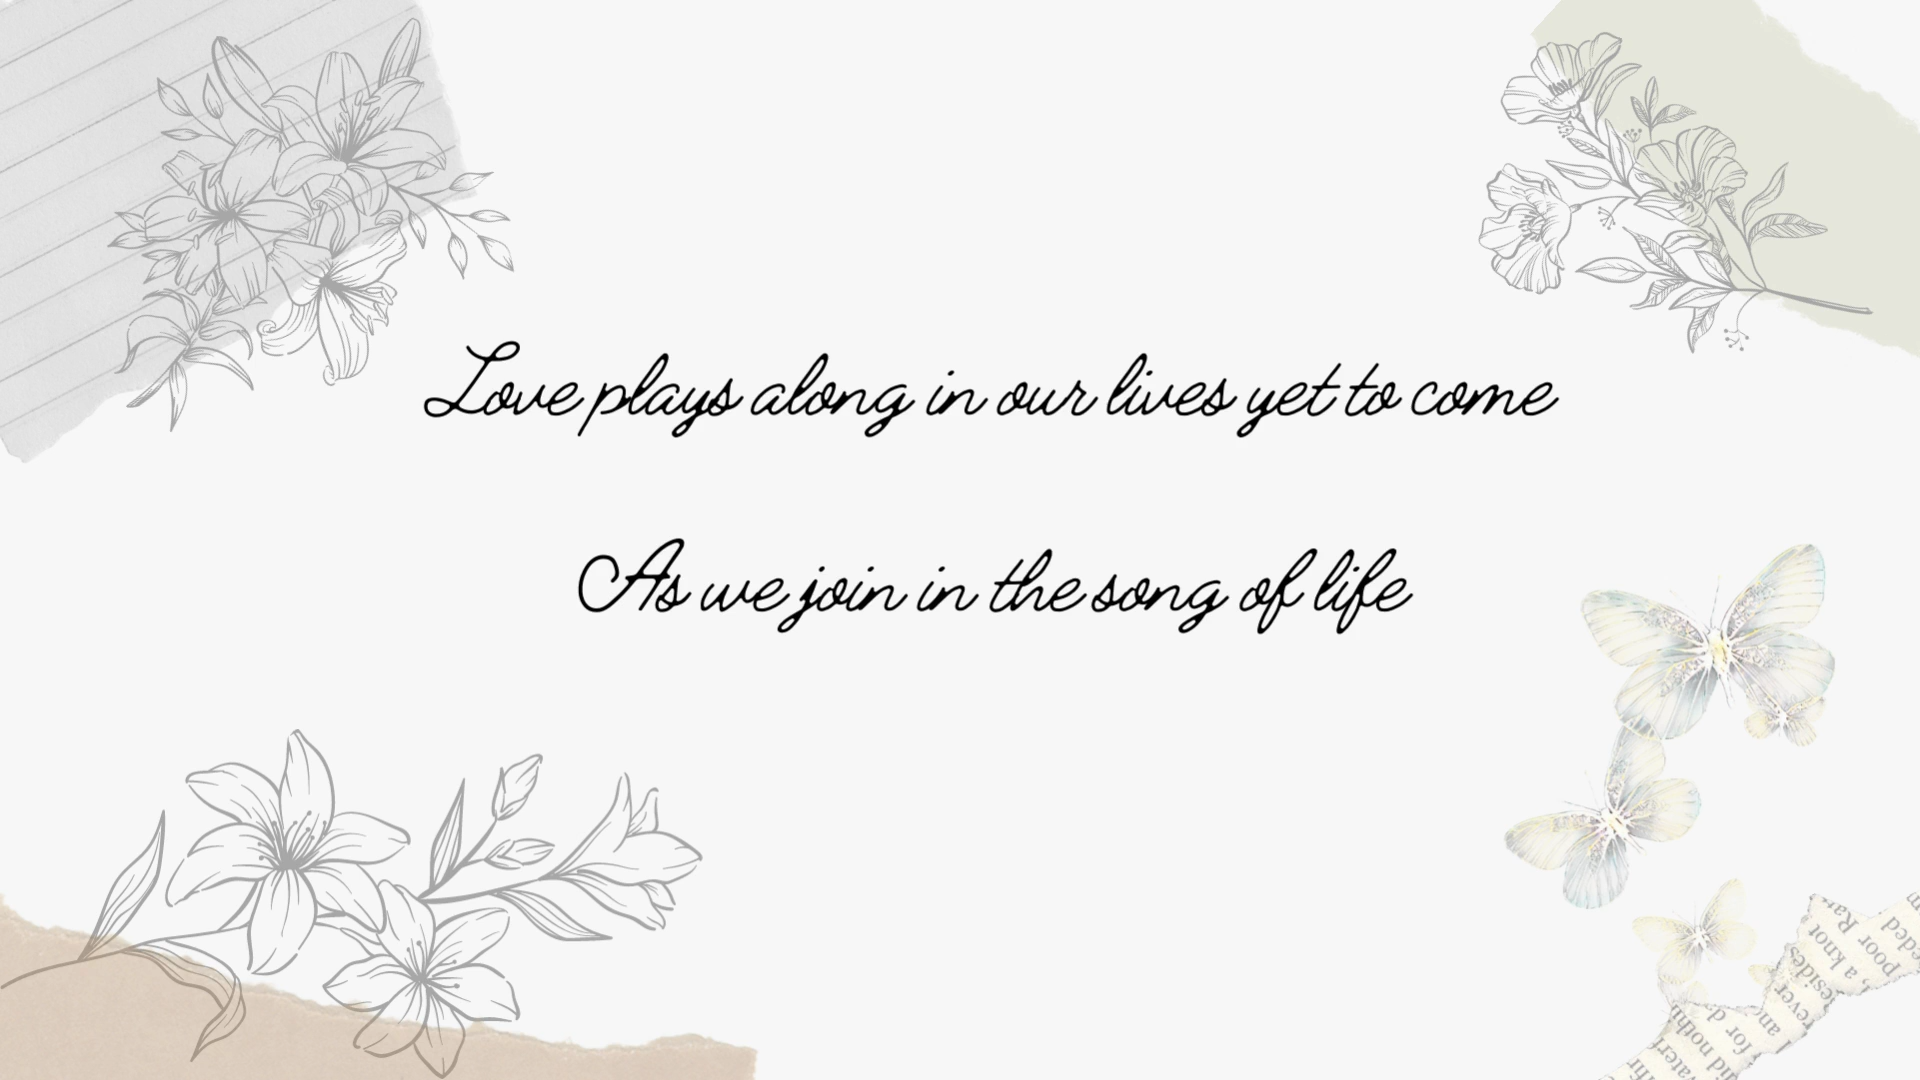 Love plays along in our lives yet to come
As we join in the song of life